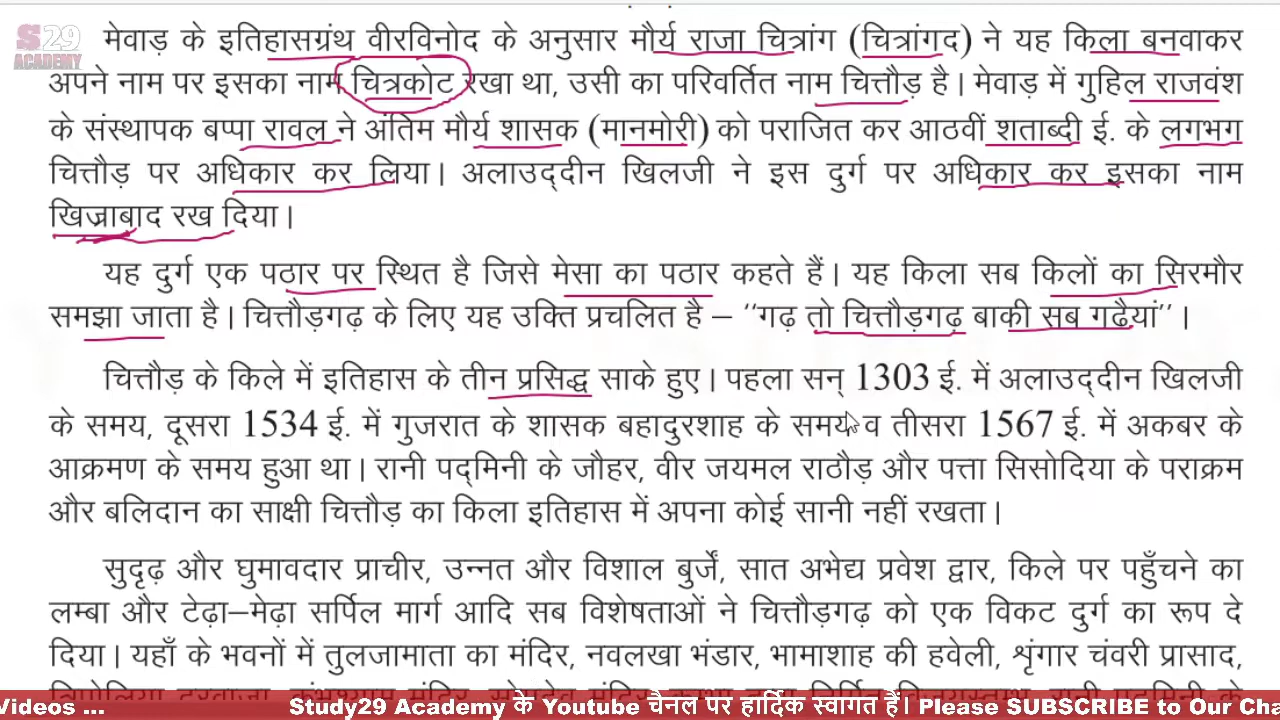 S29
ACADEMY
मेवाड़ के इतिहासग्रंथ वीरविनोद के अनुसार मौर्य राजा चित्रांग (चित्रांगद) ने यह किला बनवाकर
अपने नाम पर इसका नाम चित्रकोट रखा था, उसी का परिवर्तित नाम चित्तौड़ है। मेवाड़ में गुहिल राजवंश
के संस्थापक बप्पा रावल ने अंतिम मौर्य शासक (मानमोरी) को पराजित कर आठवीं शताब्दी ई. के लगभग
चित्तौड़ पर अधिकार कर लिया। अलाउद्दीन खिलजी ने इस दुर्ग पर अधिकार कर इसका नाम
खिज्राबाद रख दिया।
यह दुर्ग एक पठार पर स्थित है जिसे मेसा का पठार कहते हैं। यह किला सब किलों का सिरमौर
समझा जाता है। चित्तौड़गढ़ के लिए यह उक्ति प्रचलित है – ''गढ़ तो चित्तौड़गढ़ बाकी सब गढैयां''।
चित्तौड़ के किले में इतिहास के तीन प्रसिद्ध साके हुए। पहला सन् 1303 ई. में अलाउद्दीन खिलजी
के समय, दूसरा 1534 ई. में गुजरात के शासक बहादुरशाह के समय व तीसरा 1567 ई. में अकबर के
आक्रमण के समय हुआ था। रानी पद्मिनी के जौहर, वीर जयमल राठौड़ और पत्ता सिसोदिया के पराक्रम
और बलिदान का साक्षी चित्तौड़ का किला इतिहास में अपना कोई सानी नहीं रखता।
सुदृढ़ और घुमावदार प्राचीर, उन्नत और विशाल बुर्जें, सात अभेद्य प्रवेश द्वार, किले पर पहुँचने का
लम्बा और टेढ़ा–मेढ़ा सर्पिल मार्ग आदि सब विशेषताओं ने चित्तौड़गढ़ को एक विकट दुर्ग का रूप दे
दिया। यहाँ के भवनों में तुलजामाता का मंदिर, नवलखा भंडार, भामाशाह की हवेली, शृंगार चंवरी प्रासाद,
Videos ... Study29 Academy के Youtube चैनल पर हार्दिक स्वागत हैं। Please SUBSCRIBE to Our Cha